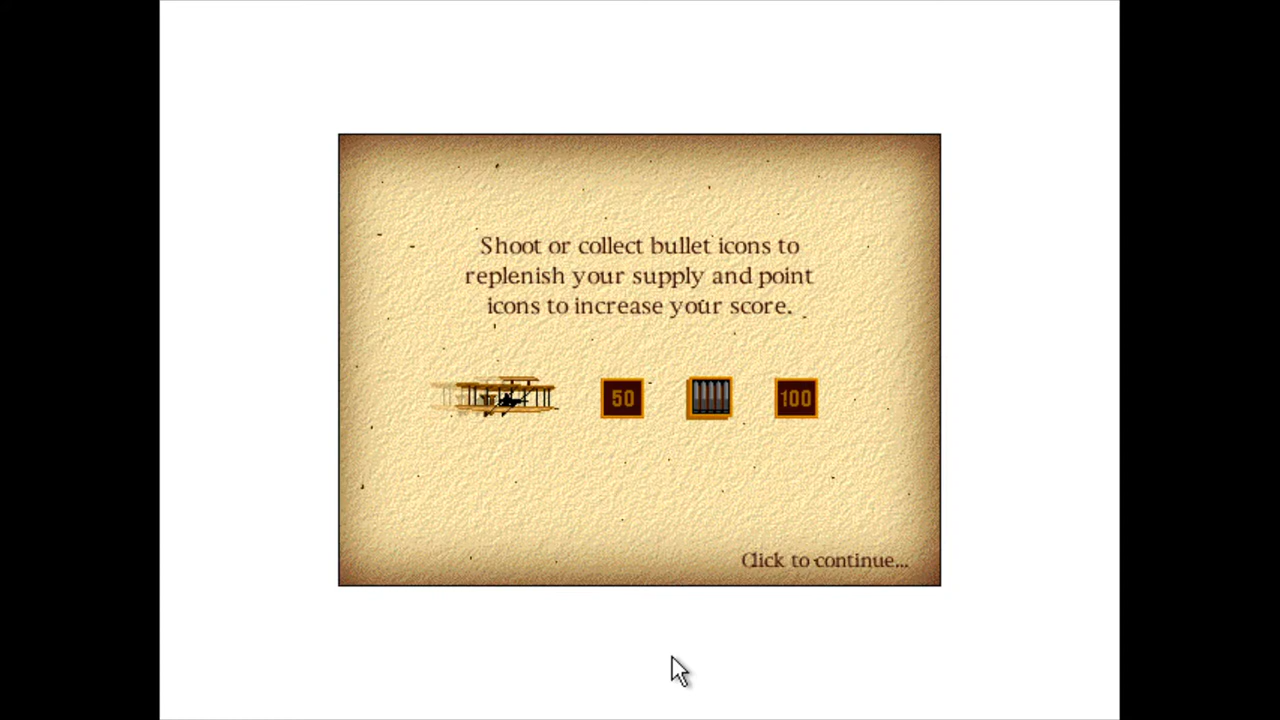 Shoot or collect bullet icons to
replenish your supply and point
icons to increase your score.
50
100
Click to continue...